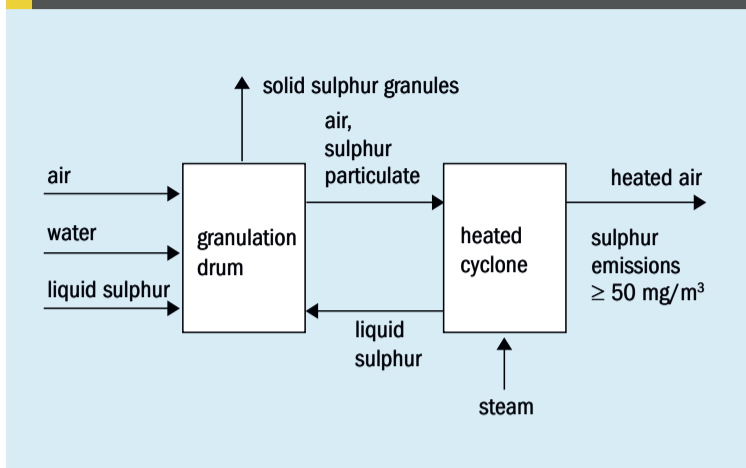 solid sulphur granules
air,
sulphur
particulate
air
water
liquid sulphur
granulation
drum
heated
cyclone
heated air
sulphur
emissions
≥ 50 mg/m³
liquid
sulphur
steam